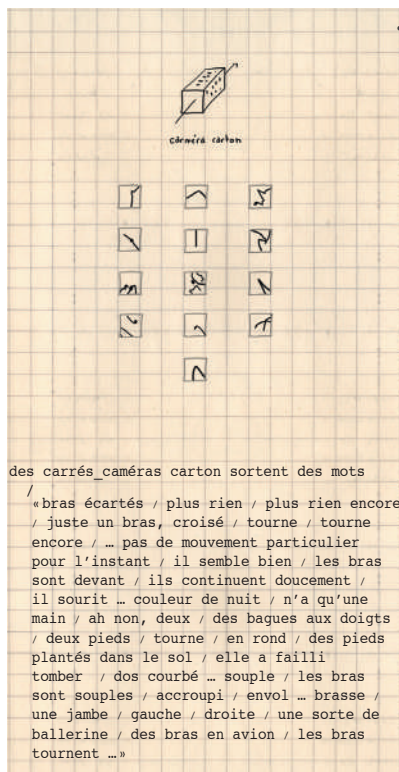 caméra carton
des carrés_caméras carton sortent des mots
/
«bras écartés / plus rien / plus rien encore
/ juste un bras, croisé / tourne / tourne
encore / … pas de mouvement particulier
pour l'instant / il semble bien / les bras
sont devant / ils continuent doucement /
il sourit … couleur de nuit / n'a qu'une
main / ah non, deux / des bagues aux doigts
/ deux pieds / tourne / en rond / des pieds
plantés dans le sol / elle a failli
tomber / dos courbé … souple / les bras
sont souples / accroupi / envol … brasse /
une jambe / gauche / droite / une sorte de
ballerine / des bras en avion / les bras
tournent …»